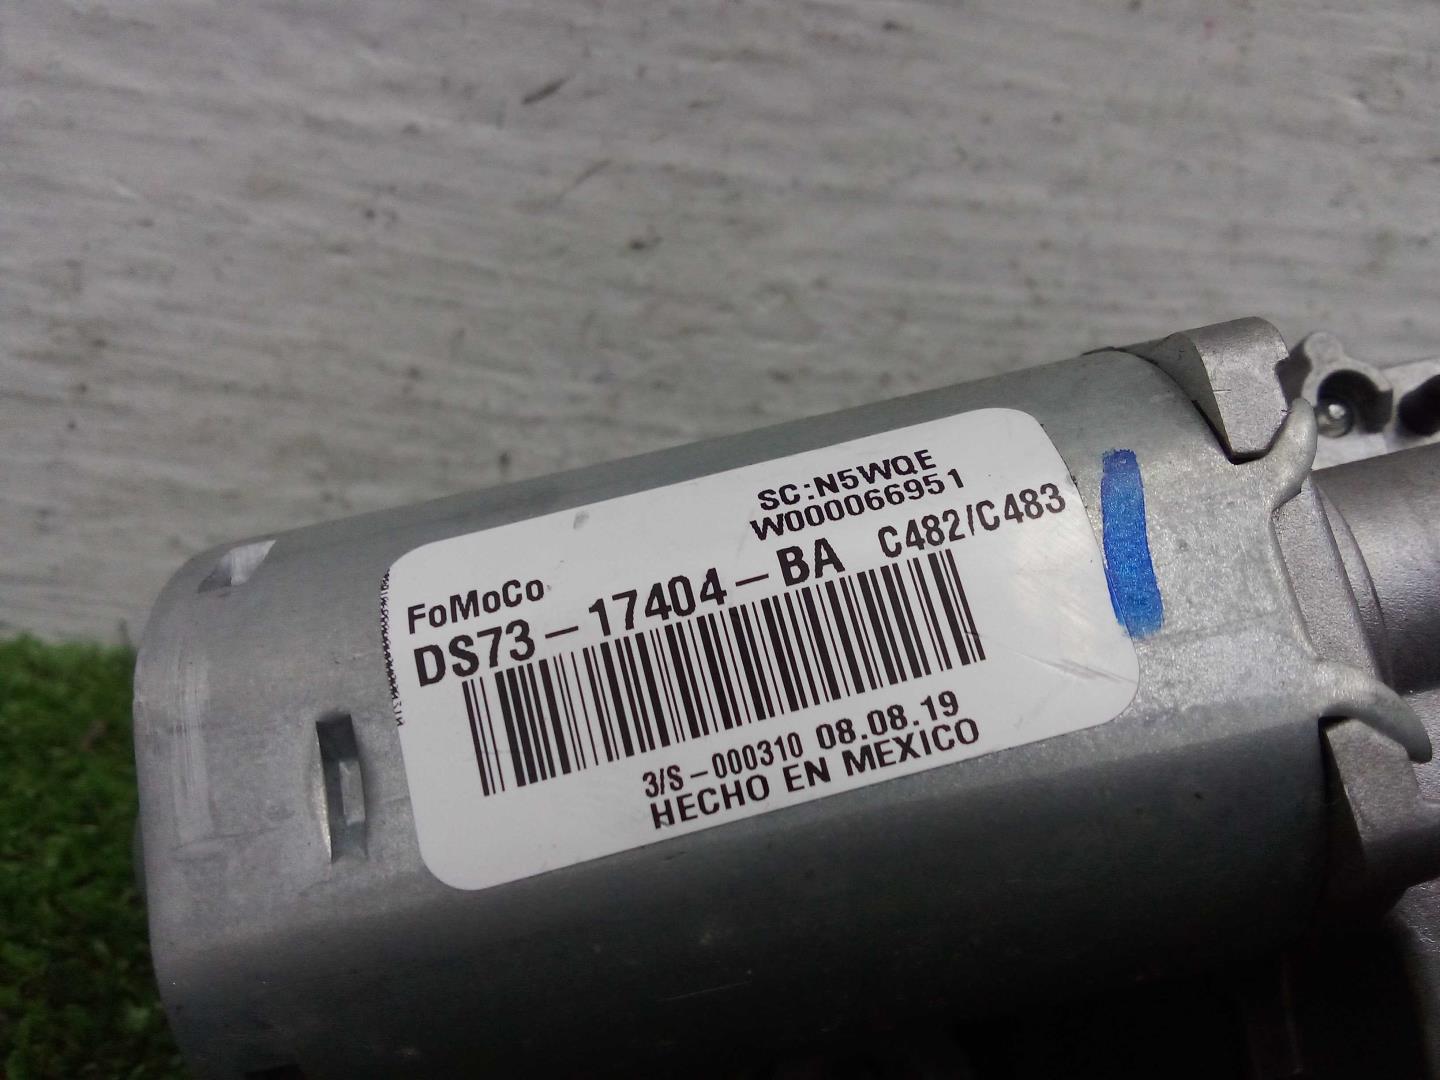 SC:N5WQE
W000066951
FoMoCo
DS73-17404-BA C482/C483
3/S-000310 08.08.19
HECHO EN MEXICO